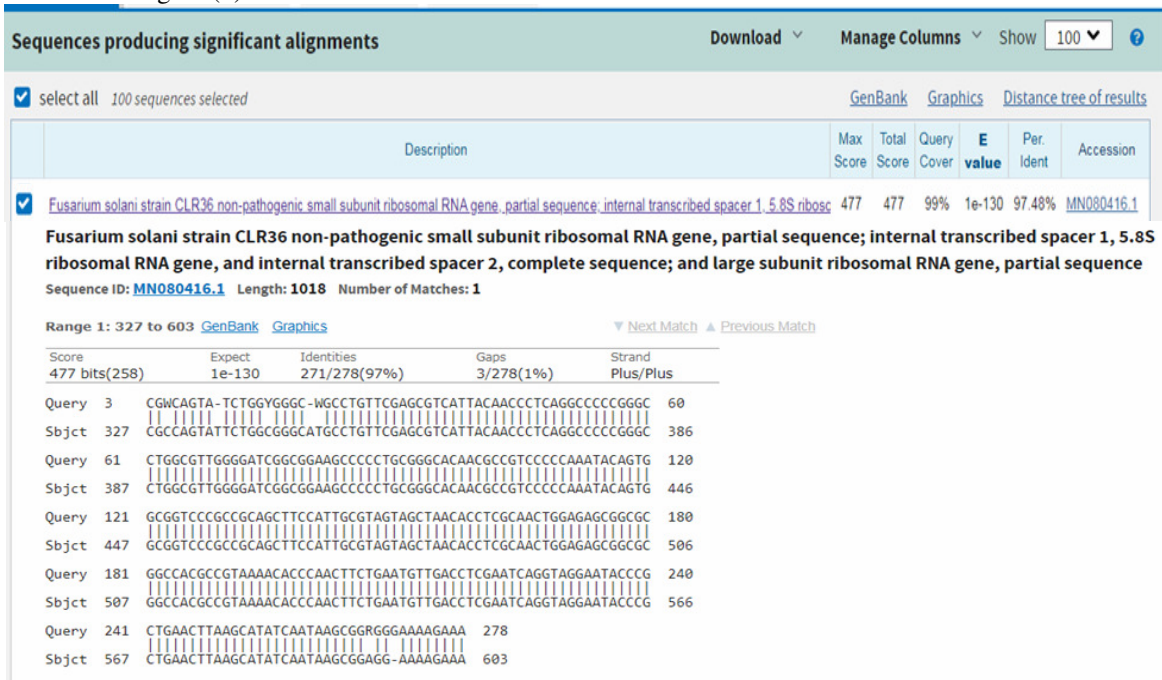 Sequences producing significant alignments Download Manage Columns Show 100
select all 100 sequences selected GenBank Graphics Distance tree of results
Description Max Score Total Score Query Cover E value Per. Ident Accession
Fusarium solani strain CLR36 non-pathogenic small subunit ribosomal RNA gene, partial sequence; internal transcribed spacer 1, 5.8S ribosc 477 477 99% 1e-130 97.48% MN080416.1
Fusarium solani strain CLR36 non-pathogenic small subunit ribosomal RNA gene, partial sequence; internal transcribed spacer 1, 5.8S
ribosomal RNA gene, and internal transcribed spacer 2, complete sequence; and large subunit ribosomal RNA gene, partial sequence
Sequence ID: MN080416.1 Length: 1018 Number of Matches: 1
Range 1: 327 to 603 GenBank Graphics Next Match Previous Match
Score Expect Identities Gaps Strand
477 bits(258) 1e-130 271/278(97%) 3/278(1%) Plus/Plus
Query 3 CGWCAGTA-TCTGGYGGGC-WGCCTGTTCGAGCGTCATTACAACCCTCAGGCCCCCGGGC 60
Sbjct 327 CGCCAGTATTCTGGCGGGCATGCCTGTTCGAGCGTCATTACAACCCTCAGGCCCCCGGGC 386
Query 61 CTGGCGTTGGGGATCGGCGGAAGCCCCCTGCGGGCACAACGCCGTCCCCCAAATACAGTG 120
Sbjct 387 CTGGCGTTGGGGATCGGCGGAAGCCCCCTGCGGGCACAACGCCGTCCCCCAAATACAGTG 446
Query 121 GCGGTCCCGCCGCAGCTTCCATTGCGTAGTAGCTAACACCTCGCAACTGGAGAGCGGCGC 180
Sbjct 447 GCGGTCCCGCCGCAGCTTCCATTGCGTAGTAGCTAACACCTCGCAACTGGAGAGCGGCGC 506
Query 181 GGCCACGCCGTAAAACACCCAACTTCTGAATGTTGACCTCGAATCAGGTAGGAATACCCG 240
Sbjct 507 GGCCACGCCGTAAAACACCCAACTTCTGAATGTTGACCTCGAATCAGGTAGGAATACCCG 566
Query 241 CTGAACTTAAGCATATCAATAAGCGGRGGGAAAAGAAA 278
Sbjct 567 CTGAACTTAAGCATATCAATAAGCGGAGG-AAAAGAAA 603